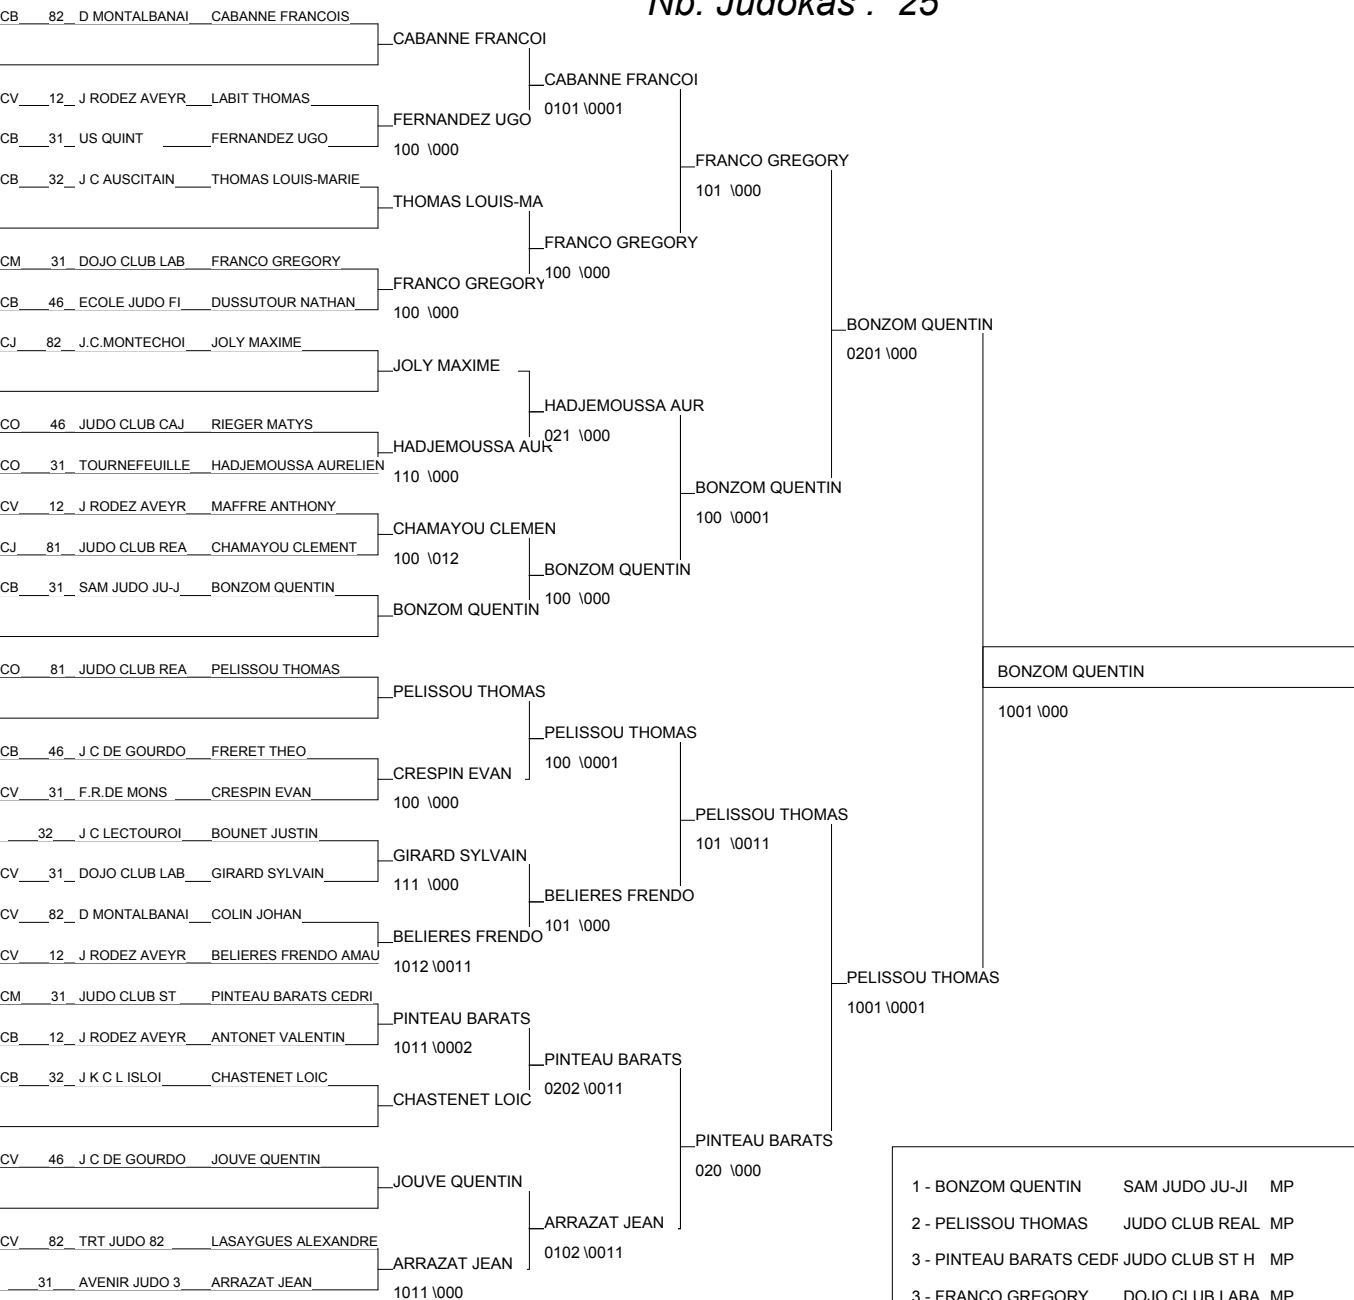 Nb. Judokas : 25
CB 82 D MONTALBANAI CABANNE FRANCOIS
CABANNE FRANCOI
CABANNE FRANCOI
0101 \0001
CV 12 J RODEZ AVEYR LABIT THOMAS
FERNANDEZ UGO
100 \000
CB 31 US QUINT FERNANDEZ UGO
FRANCO GREGORY
101 \000
CB 32 J C AUSCITAIN THOMAS LOUIS-MARIE
THOMAS LOUIS-MA
FRANCO GREGORY
100 \000
CM 31 DOJO CLUB LAB FRANCO GREGORY
FRANCO GREGORY
100 \000
CB 46 ECOLE JUDO FI DUSSUTOUR NATHAN
BONZOM QUENTIN
0201 \000
CJ 82 J.C.MONTECHOI JOLY MAXIME
JOLY MAXIME
HADJEMOUSSA AUR
021 \000
CO 46 JUDO CLUB CAJ RIEGER MATYS
HADJEMOUSSA AUR
110 \000
CO 31 TOURNEFEUILLE HADJEMOUSSA AURELIEN
BONZOM QUENTIN
100 \0001
CV 12 J RODEZ AVEYR MAFFRE ANTHONY
CHAMAYOU CLEMEN
100 \012
CJ 81 JUDO CLUB REA CHAMAYOU CLEMENT
BONZOM QUENTIN
100 \000
CB 31 SAM JUDO JU-J BONZOM QUENTIN
BONZOM QUENTIN
CO 81 JUDO CLUB REA PELISSOU THOMAS
BONZOM QUENTIN
1001 \000
PELISSOU THOMAS
PELISSOU THOMAS
100 \0001
CB 46 J C DE GOURDO FRERET THEO
CRESPIN EVAN
100 \000
CV 31 F.R.DE MONS CRESPIN EVAN
PELISSOU THOMAS
101 \0011
32 J C LECTOUROI BOUNET JUSTIN
GIRARD SYLVAIN
111 \000
CV 31 DOJO CLUB LAB GIRARD SYLVAIN
BELIERES FRENDO
101 \000
CV 82 D MONTALBANAI COLIN JOHAN
BELIERES FRENDO
1012 \0011
CV 12 J RODEZ AVEYR BELIERES FRENDO AMAU
PELISSOU THOMAS
1001 \0001
CM 31 JUDO CLUB ST PINTEAU BARATS CEDRI
PINTEAU BARATS
1011 \0002
CB 12 J RODEZ AVEYR ANTONET VALENTIN
PINTEAU BARATS
0202 \0011
CB 32 J K C L ISLOI CHASTENET LOIC
CHASTENET LOIC
PINTEAU BARATS
020 \000
CV 46 J C DE GOURDO JOUVE QUENTIN
JOUVE QUENTIN
ARRAZAT JEAN
0102 \0011
CV 82 TRT JUDO 82 LASAYGUES ALEXANDRE
ARRAZAT JEAN
1011 \000
31 AVENIR JUDO 3 ARRAZAT JEAN
1 - BONZOM QUENTIN SAM JUDO JU-JI MP
2 - PELISSOU THOMAS JUDO CLUB REAL MP
3 - PINTEAU BARATS CEDR JUDO CLUB ST H MP
3 - FRANCO GREGORY DOJO CLUB LABA MP